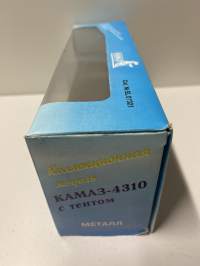 Коллекционная
модель
КАМАЗ-4310
с тентом
МЕТАЛЛ